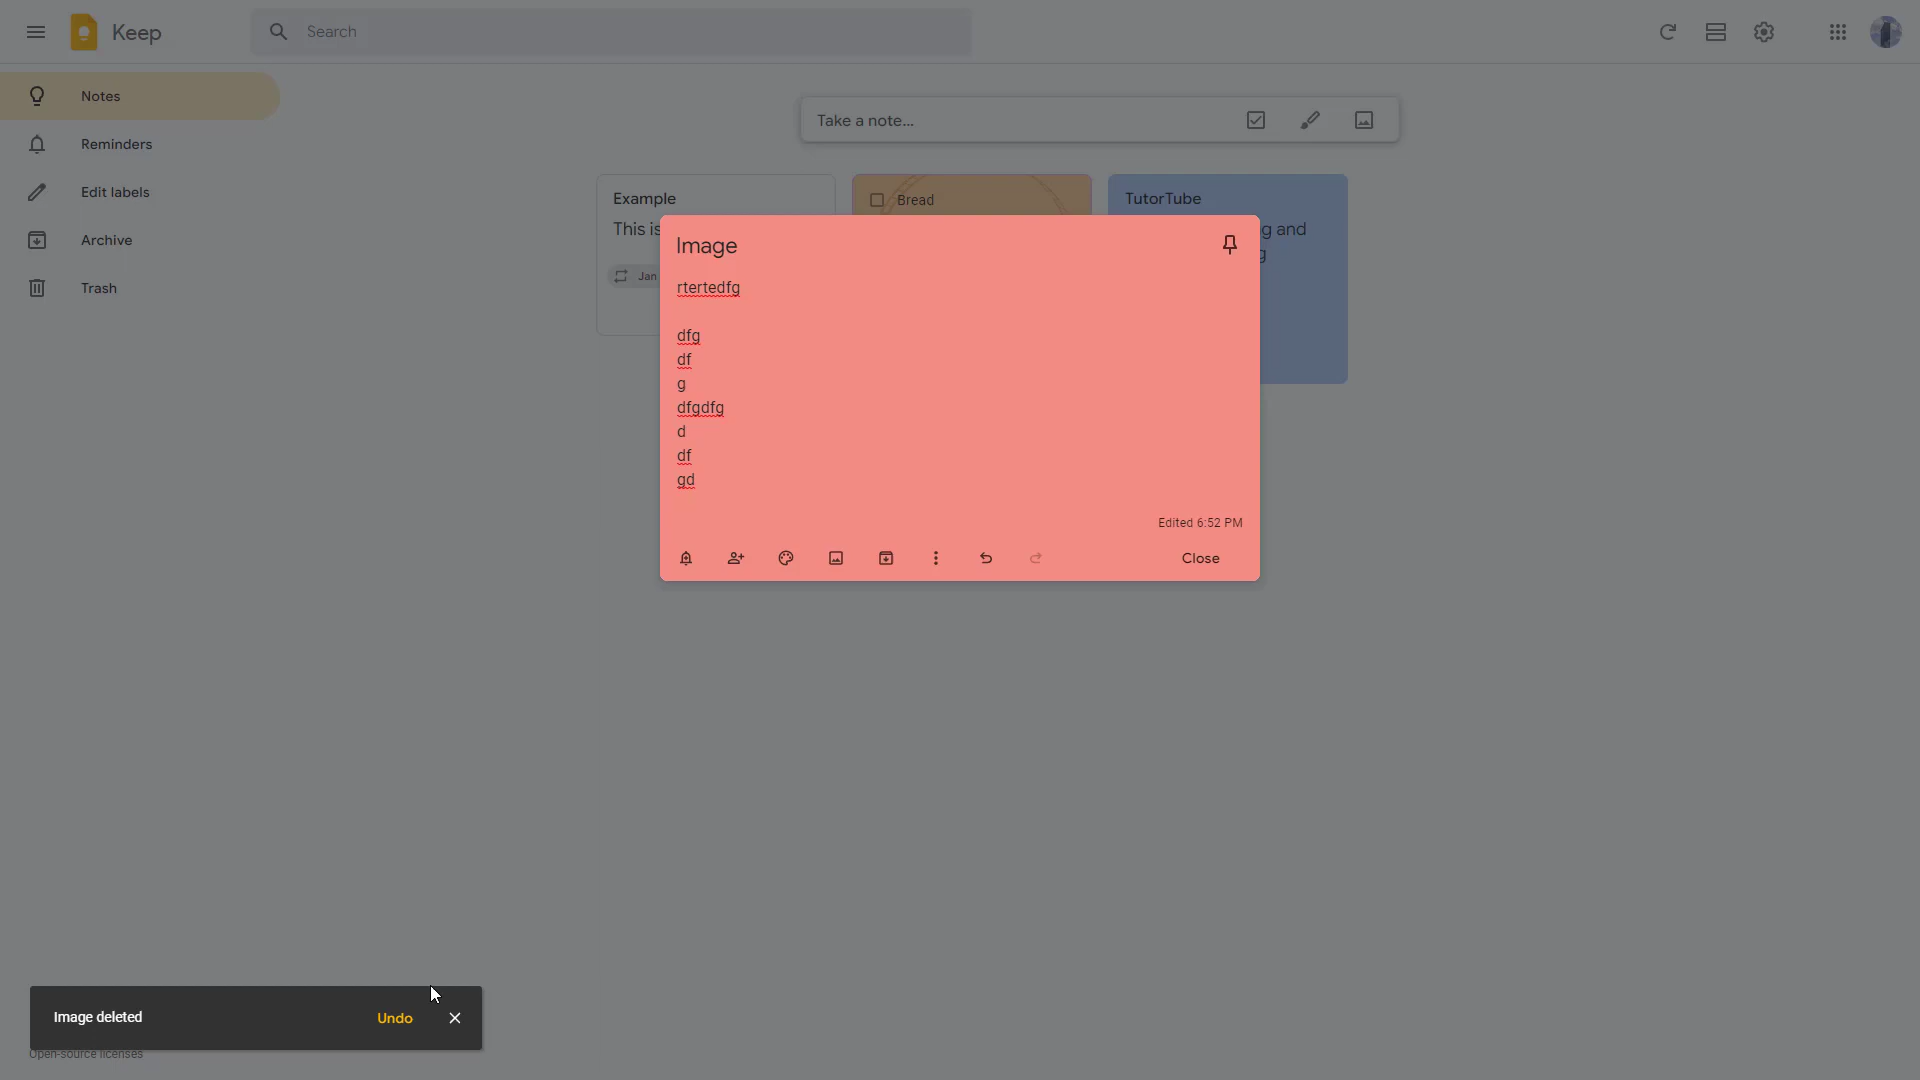 Keep
Search
Notes
Reminders
Edit labels
Archive
Trash
Take a note...
Example
This is
Jan
Bread
TutorTube
g and
g
Image
rtertedfg
dfg
df
g
dfgdfg
d
df
gd
Edited 6:52 PM
Close
Image deleted
Undo
Open-source licenses